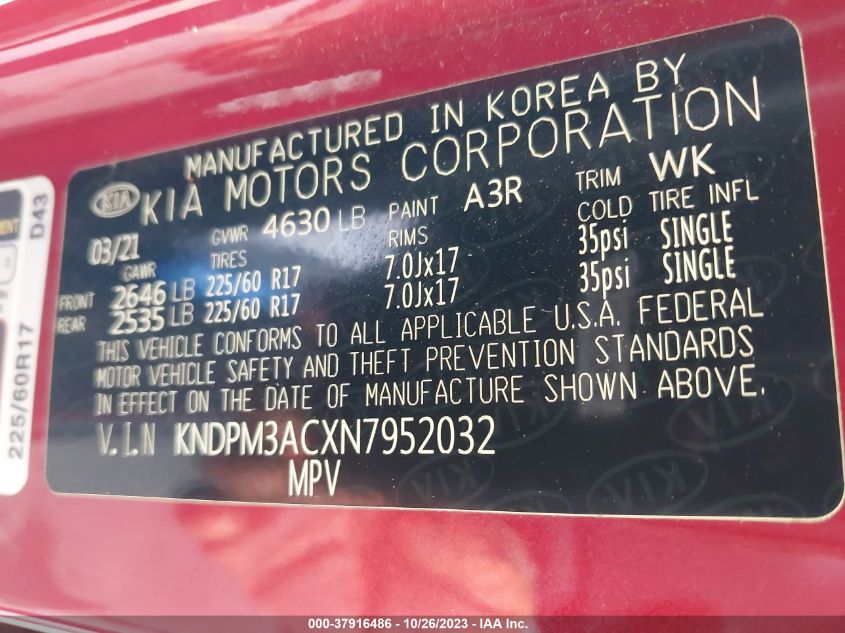 MANUFACTURED IN KOREA BY
KIA KIA MOTORS CORPORATION
03/21 GVWR 4630 LB PAINT A3R TRIM WK
GAWR TIRES RIMS COLD TIRE INFL
FRONT 2646 LB 225/60 R17 7.0Jx17 35psi SINGLE
REAR 2535 LB 225/60 R17 7.0Jx17 35psi SINGLE
THIS VEHICLE CONFORMS TO ALL APPLICABLE U.S.A. FEDERAL
MOTOR VEHICLE SAFETY AND THEFT PREVENTION STANDARDS
IN EFFECT ON THE DATE OF MANUFACTURE SHOWN ABOVE.
V.I.N KNDPM3ACXN7952032
MPV
D43
225/60R17
000-37916486 - 10/26/2023 - IAA Inc.